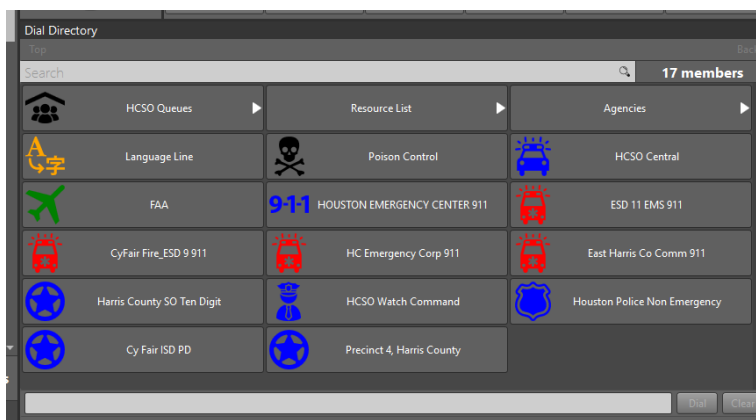 Dial Directory
Top Back
Search 17 members
HCSO Queues Resource List Agencies
A字 Language Line Poison Control HCSO Central
FAA 9-1-1 HOUSTON EMERGENCY CENTER 911 ESD 11 EMS 911
CyFair Fire_ESD 9 911 HC Emergency Corp 911 East Harris Co Comm 911
Harris County SO Ten Digit HCSO Watch Command Houston Police Non Emergency
Cy Fair ISD PD Precinct 4, Harris County
s
Dial Clear